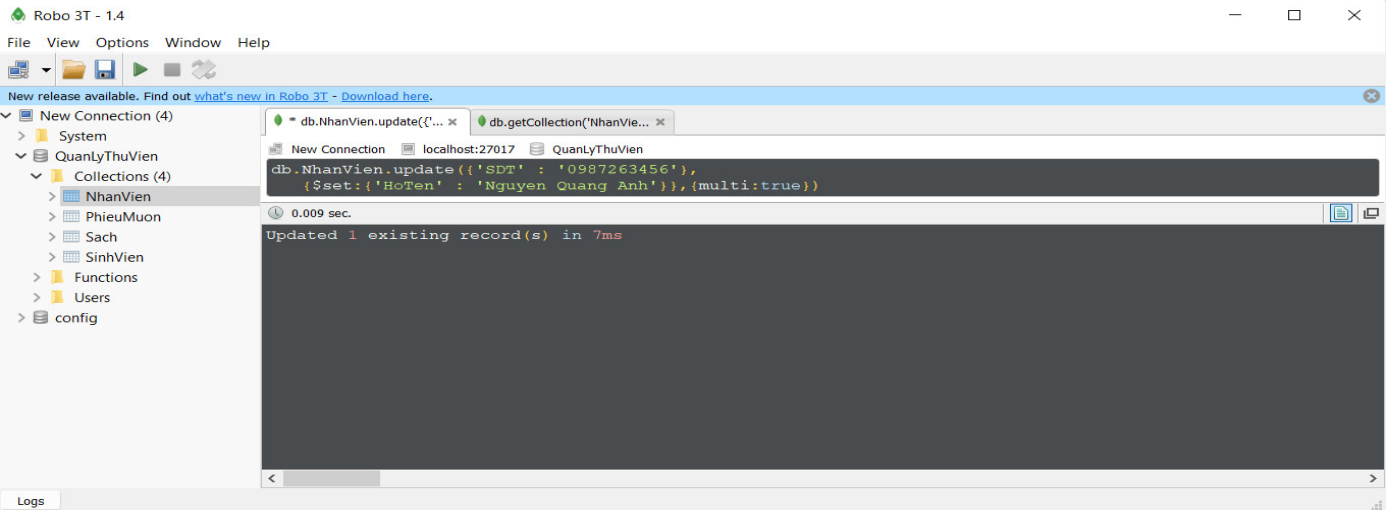 Robo 3T - 1.4
File View Options Window Help
New release available. Find out what's new in Robo 3T - Download here.
New Connection (4)
System
QuanLyThuVien
Collections (4)
NhanVien
PhieuMuon
Sach
SinhVien
Functions
Users
config
* db.NhanVien.update({'... db.getCollection('NhanVie...
New Connection localhost:27017 QuanLyThuVien
db.NhanVien.update({'SDT' : '0987263456'},
{$set:{'HoTen' : 'Nguyen Quang Anh'}},{multi:true})
0.009 sec.
Updated 1 existing record(s) in 7ms
Logs